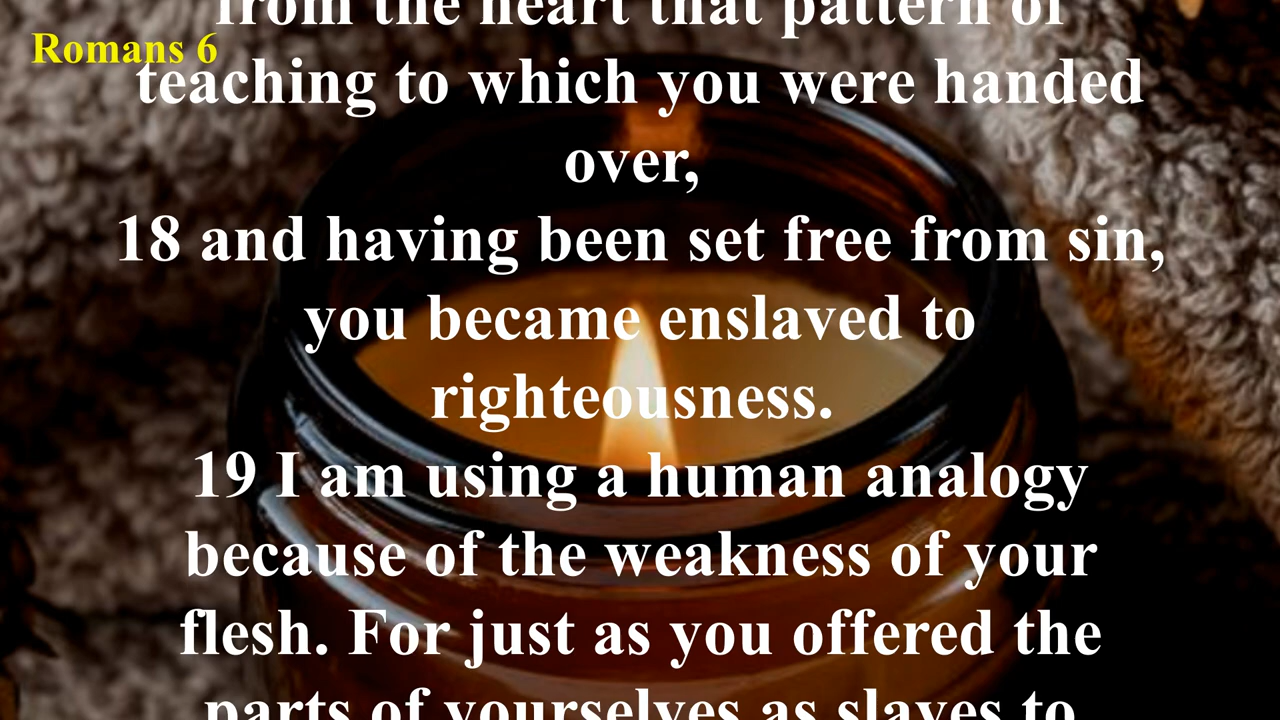 from the heart that pattern of
Romans 6
teaching to which you were handed
over,
18 and having been set free from sin,
you became enslaved to
righteousness.
19 I am using a human analogy
because of the weakness of your
flesh. For just as you offered the
parts of yourselves as slaves to